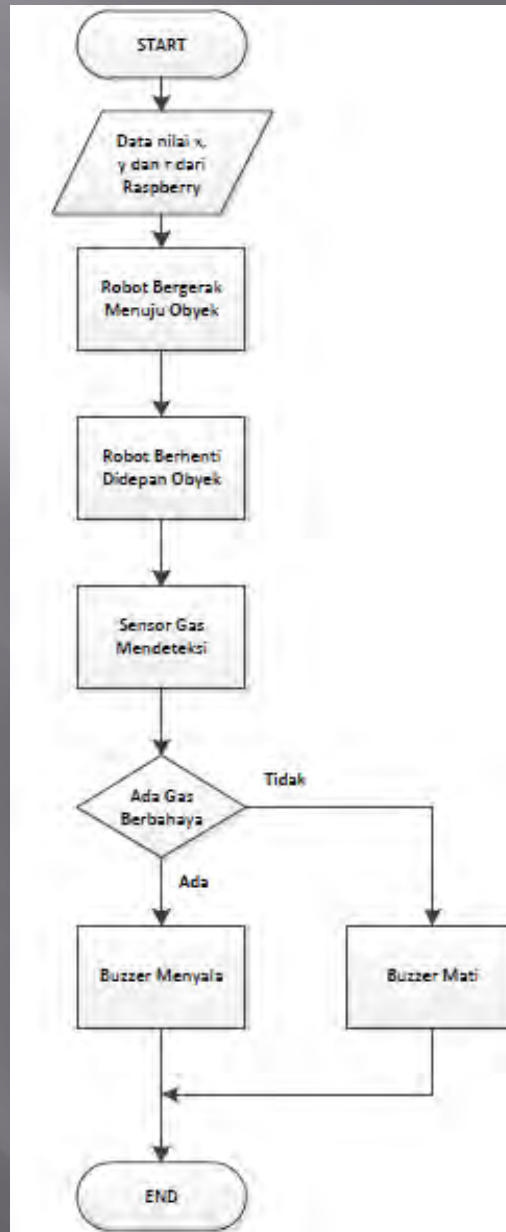 START
Data nilai x,
y dan r dari
Raspberry
Robot Bergerak
Menuju Obyek
Robot Berhenti
Didepan Obyek
Sensor Gas
Mendeteksi
Ada Gas
Berbahaya
Tidak
Ada
Buzzer Menyala
Buzzer Mati
END